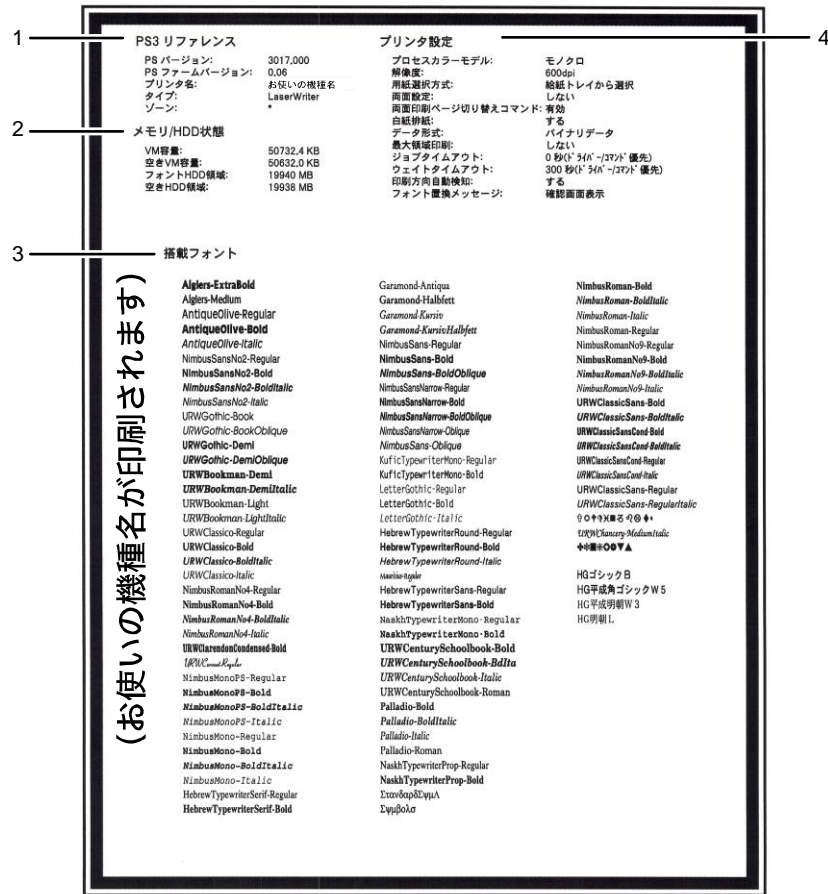 1
PS3 リファレンス
PS バージョン: 3017.000
PS ファームバージョン: 0.06
プリンタ名: お使いの機種名
タイプ: LaserWriter
ゾーン: *
2
メモリ/HDD状態
VM容量: 50732.4 KB
空きVM容量: 50632.0 KB
フォントHDD領域: 19940 MB
空きHDD領域: 19938 MB
4
プリンタ設定
プロセスカラーモデル: モノクロ
解像度: 600dpi
用紙選択方式: 給紙トレイから選択
両面設定: しない
両面印刷ページ切り替えコマンド: 有効
白紙排紙: する
データ形式: バイナリデータ
最大領域印刷: しない
ジョブタイムアウト: 0 秒(ドライバー/コマンド優先)
ウェイトタイムアウト: 300 秒(ドライバー/コマンド優先)
印刷方向自動検知: する
フォント置換メッセージ: 確認画面表示
3
搭載フォント
(お使いの機種名が印刷されます)
Algiers-ExtraBold
Algiers-Medium
AntiqueOlive-Regular
AntiqueOlive-Bold
AntiqueOlive-Italic
NimbusSansNo2-Regular
NimbusSansNo2-Bold
NimbusSansNo2-BoldItalic
NimbusSansNo2-Italic
URWGothic-Book
URWGothic-BookOblique
URWGothic-Demi
URWGothic-DemiOblique
URWBookman-Demi
URWBookman-DemiItalic
URWBookman-Light
URWBookman-LightItalic
URWClassico-Regular
URWClassico-Bold
URWClassico-BoldItalic
URWClassico-Italic
NimbusRomanNo4-Regular
NimbusRomanNo4-Bold
NimbusRomanNo4-BoldItalic
NimbusRomanNo4-Italic
URWClarendonCondensed-Bold
URWCoronet-Regular
NimbusMonoPS-Regular
NimbusMonoPS-Bold
NimbusMonoPS-BoldItalic
NimbusMonoPS-Italic
NimbusMono-Regular
NimbusMono-Bold
NimbusMono-BoldItalic
NimbusMono-Italic
HebrewTypewriterSerif-Regular
HebrewTypewriterSerif-Bold
Garamond-Antiqua
Garamond-Halbfett
Garamond-Kursiv
Garamond-KursivHalbfett
NimbusSans-Regular
NimbusSans-Bold
NimbusSans-BoldOblique
NimbusSansNarrow-Regular
NimbusSansNarrow-Bold
NimbusSansNarrow-BoldOblique
NimbusSansNarrow-Oblique
NimbusSans-Oblique
KuficTypewriterMono-Regular
KuficTypewriterMono-Bold
LetterGothic-Regular
LetterGothic-Bold
LetterGothic-Italic
HebrewTypewriterRound-Regular
HebrewTypewriterRound-Bold
HebrewTypewriterRound-Italic
Mauritius-Regular
HebrewTypewriterSans-Regular
HebrewTypewriterSans-Bold
NaskhTypewriterMono-Regular
NaskhTypewriterMono-Bold
URWCenturySchoolbook-Bold
URWCenturySchoolbook-BdIta
URWCenturySchoolbook-Italic
URWCenturySchoolbook-Roman
Palladio-Bold
Palladio-BoldItalic
Palladio-Italic
Palladio-Roman
NaskhTypewriterProp-Regular
NaskhTypewriterProp-Bold
ΣτανδαρδΣψμΛ
Σψμβολσ
NimbusRoman-Bold
NimbusRoman-BoldItalic
NimbusRoman-Italic
NimbusRoman-Regular
NimbusRomanNo9-Regular
NimbusRomanNo9-Bold
NimbusRomanNo9-BoldItalic
NimbusRomanNo9-Italic
URWClassicSans-Bold
URWClassicSans-BoldItalic
URWClassicSansCond-Bold
URWClassicSansCond-BoldItalic
URWClassicSansCond-Regular
URWClassicSansCond-Italic
URWClassicSans-Regular
URWClassicSans-RegularItalic
URWChancery-MediumItalic
HGゴシックB
HG平成角ゴシックW5
HG平成明朝W3
HG明朝L